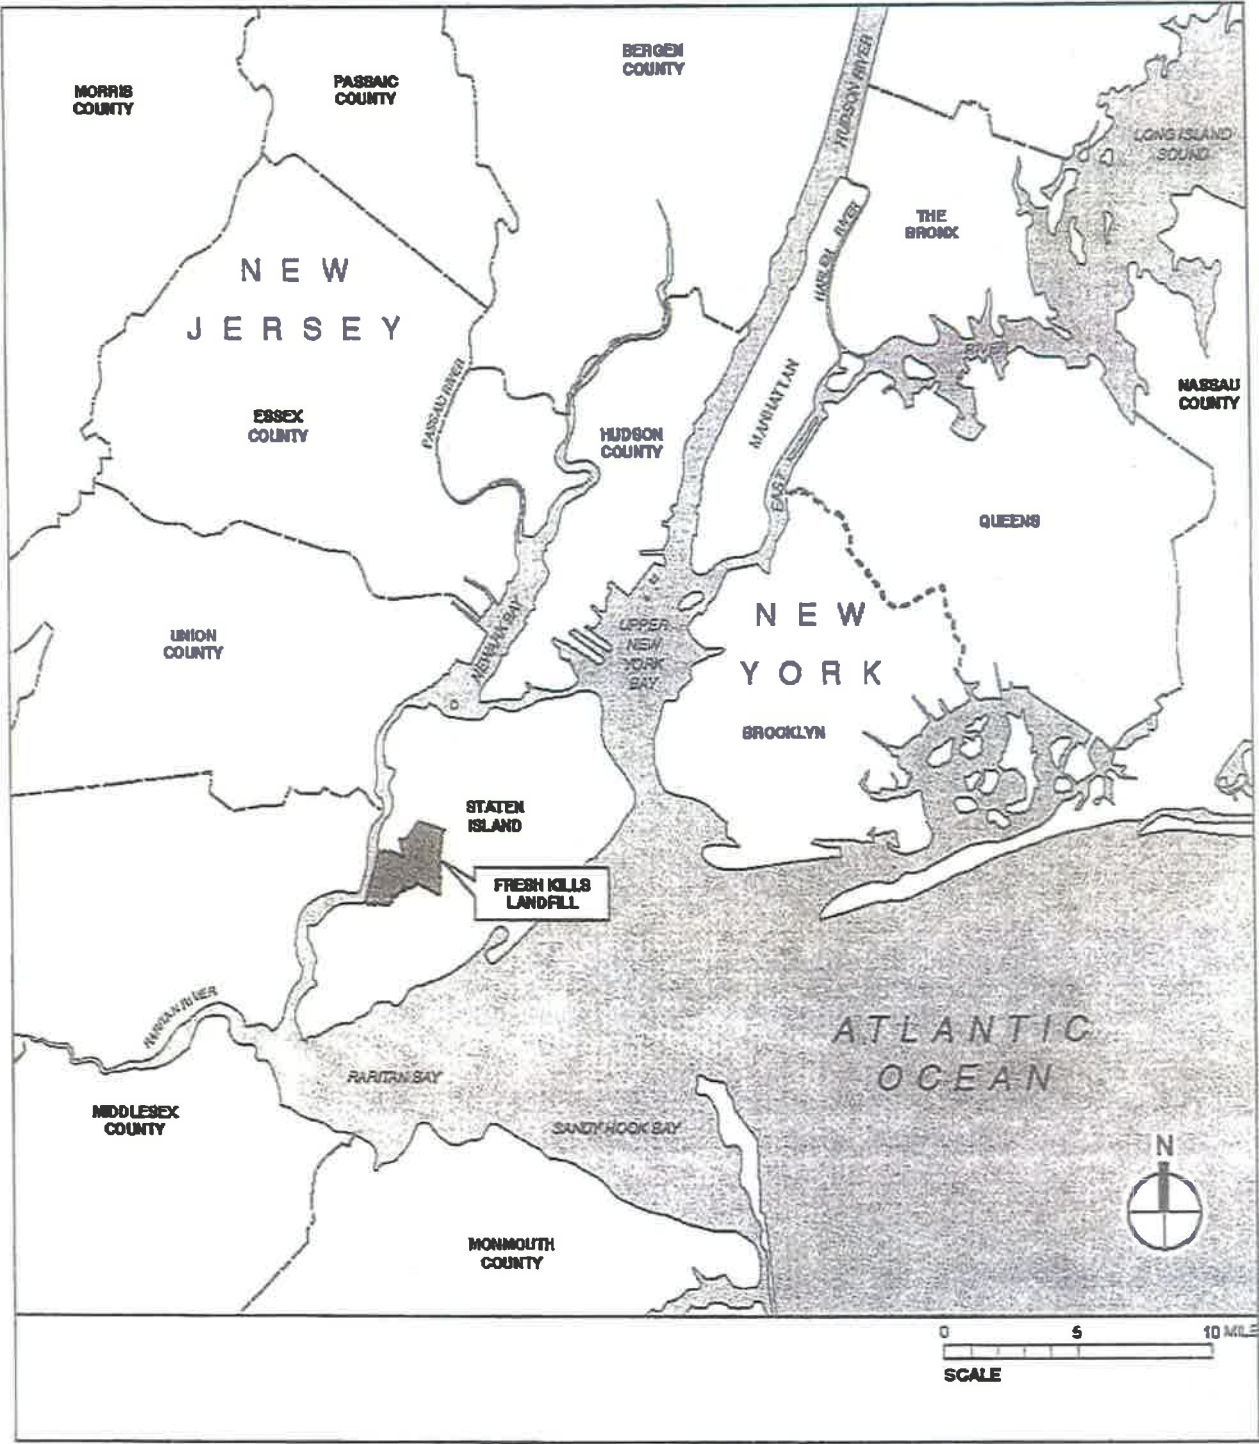 MORRIS
COUNTY
PASSAIC
COUNTY
BERGEN
COUNTY
HUDSON RIVER
LONG ISLAND
SOUND
THE
BRONX
HARLEM RIVER
NEW
JERSEY
PASSAIC RIVER
ESSEX
COUNTY
HUDSON
COUNTY
MANHATTAN
EAST
RIVER
NASSAU
COUNTY
QUEENS
UNION
COUNTY
NEWARK BAY
UPPER
NEW
YORK
BAY
NEW
YORK
BROOKLYN
STATEN
ISLAND
FRESH KILLS
LANDFILL
RARITAN RIVER
RARITAN BAY
ATLANTIC
OCEAN
MIDDLESEX
COUNTY
SANDY HOOK BAY
MONMOUTH
COUNTY
N
0 5 10 MILE
SCALE